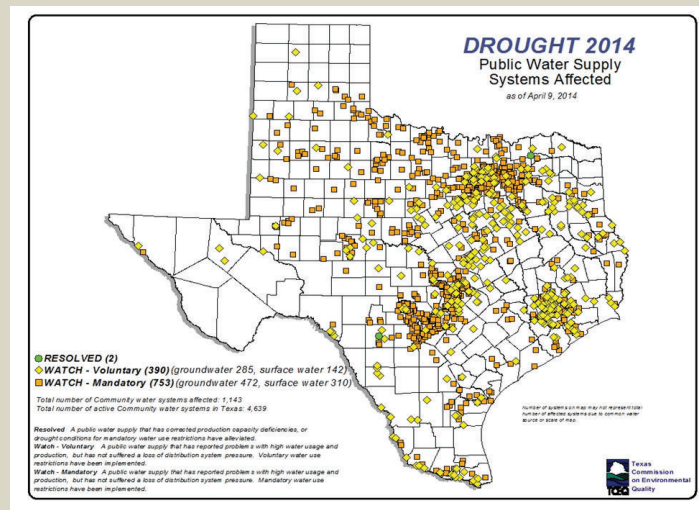 DROUGHT 2014
Public Water Supply
Systems Affected
as of April 9, 2014
RESOLVED (2)
WATCH - Voluntary (390) (groundwater 285, surface water 142)
WATCH - Mandatory (753) (groundwater 472, surface water 310)
Total number of Community water systems affected: 1,143
Total number of active Community water systems in Texas: 4,639
Resolved A public water supply that has corrected production capacity deficiencies, or
drought conditions for mandatory water use restrictions have alleviated.
Watch - Voluntary A public water supply that has reported problems with high water usage and
production, but has not suffered a loss of distribution system pressure. Voluntary water use
restrictions have been implemented.
Watch - Mandatory A public water supply that has reported problems with high water usage and
production, but has not suffered a loss of distribution system pressure. Mandatory water use
restrictions have been implemented.
Number of systems on map may not represent total
number of affected systems due to common water
source or scale of map.
TCEQ
Texas
Commission
on Environmental
Quality